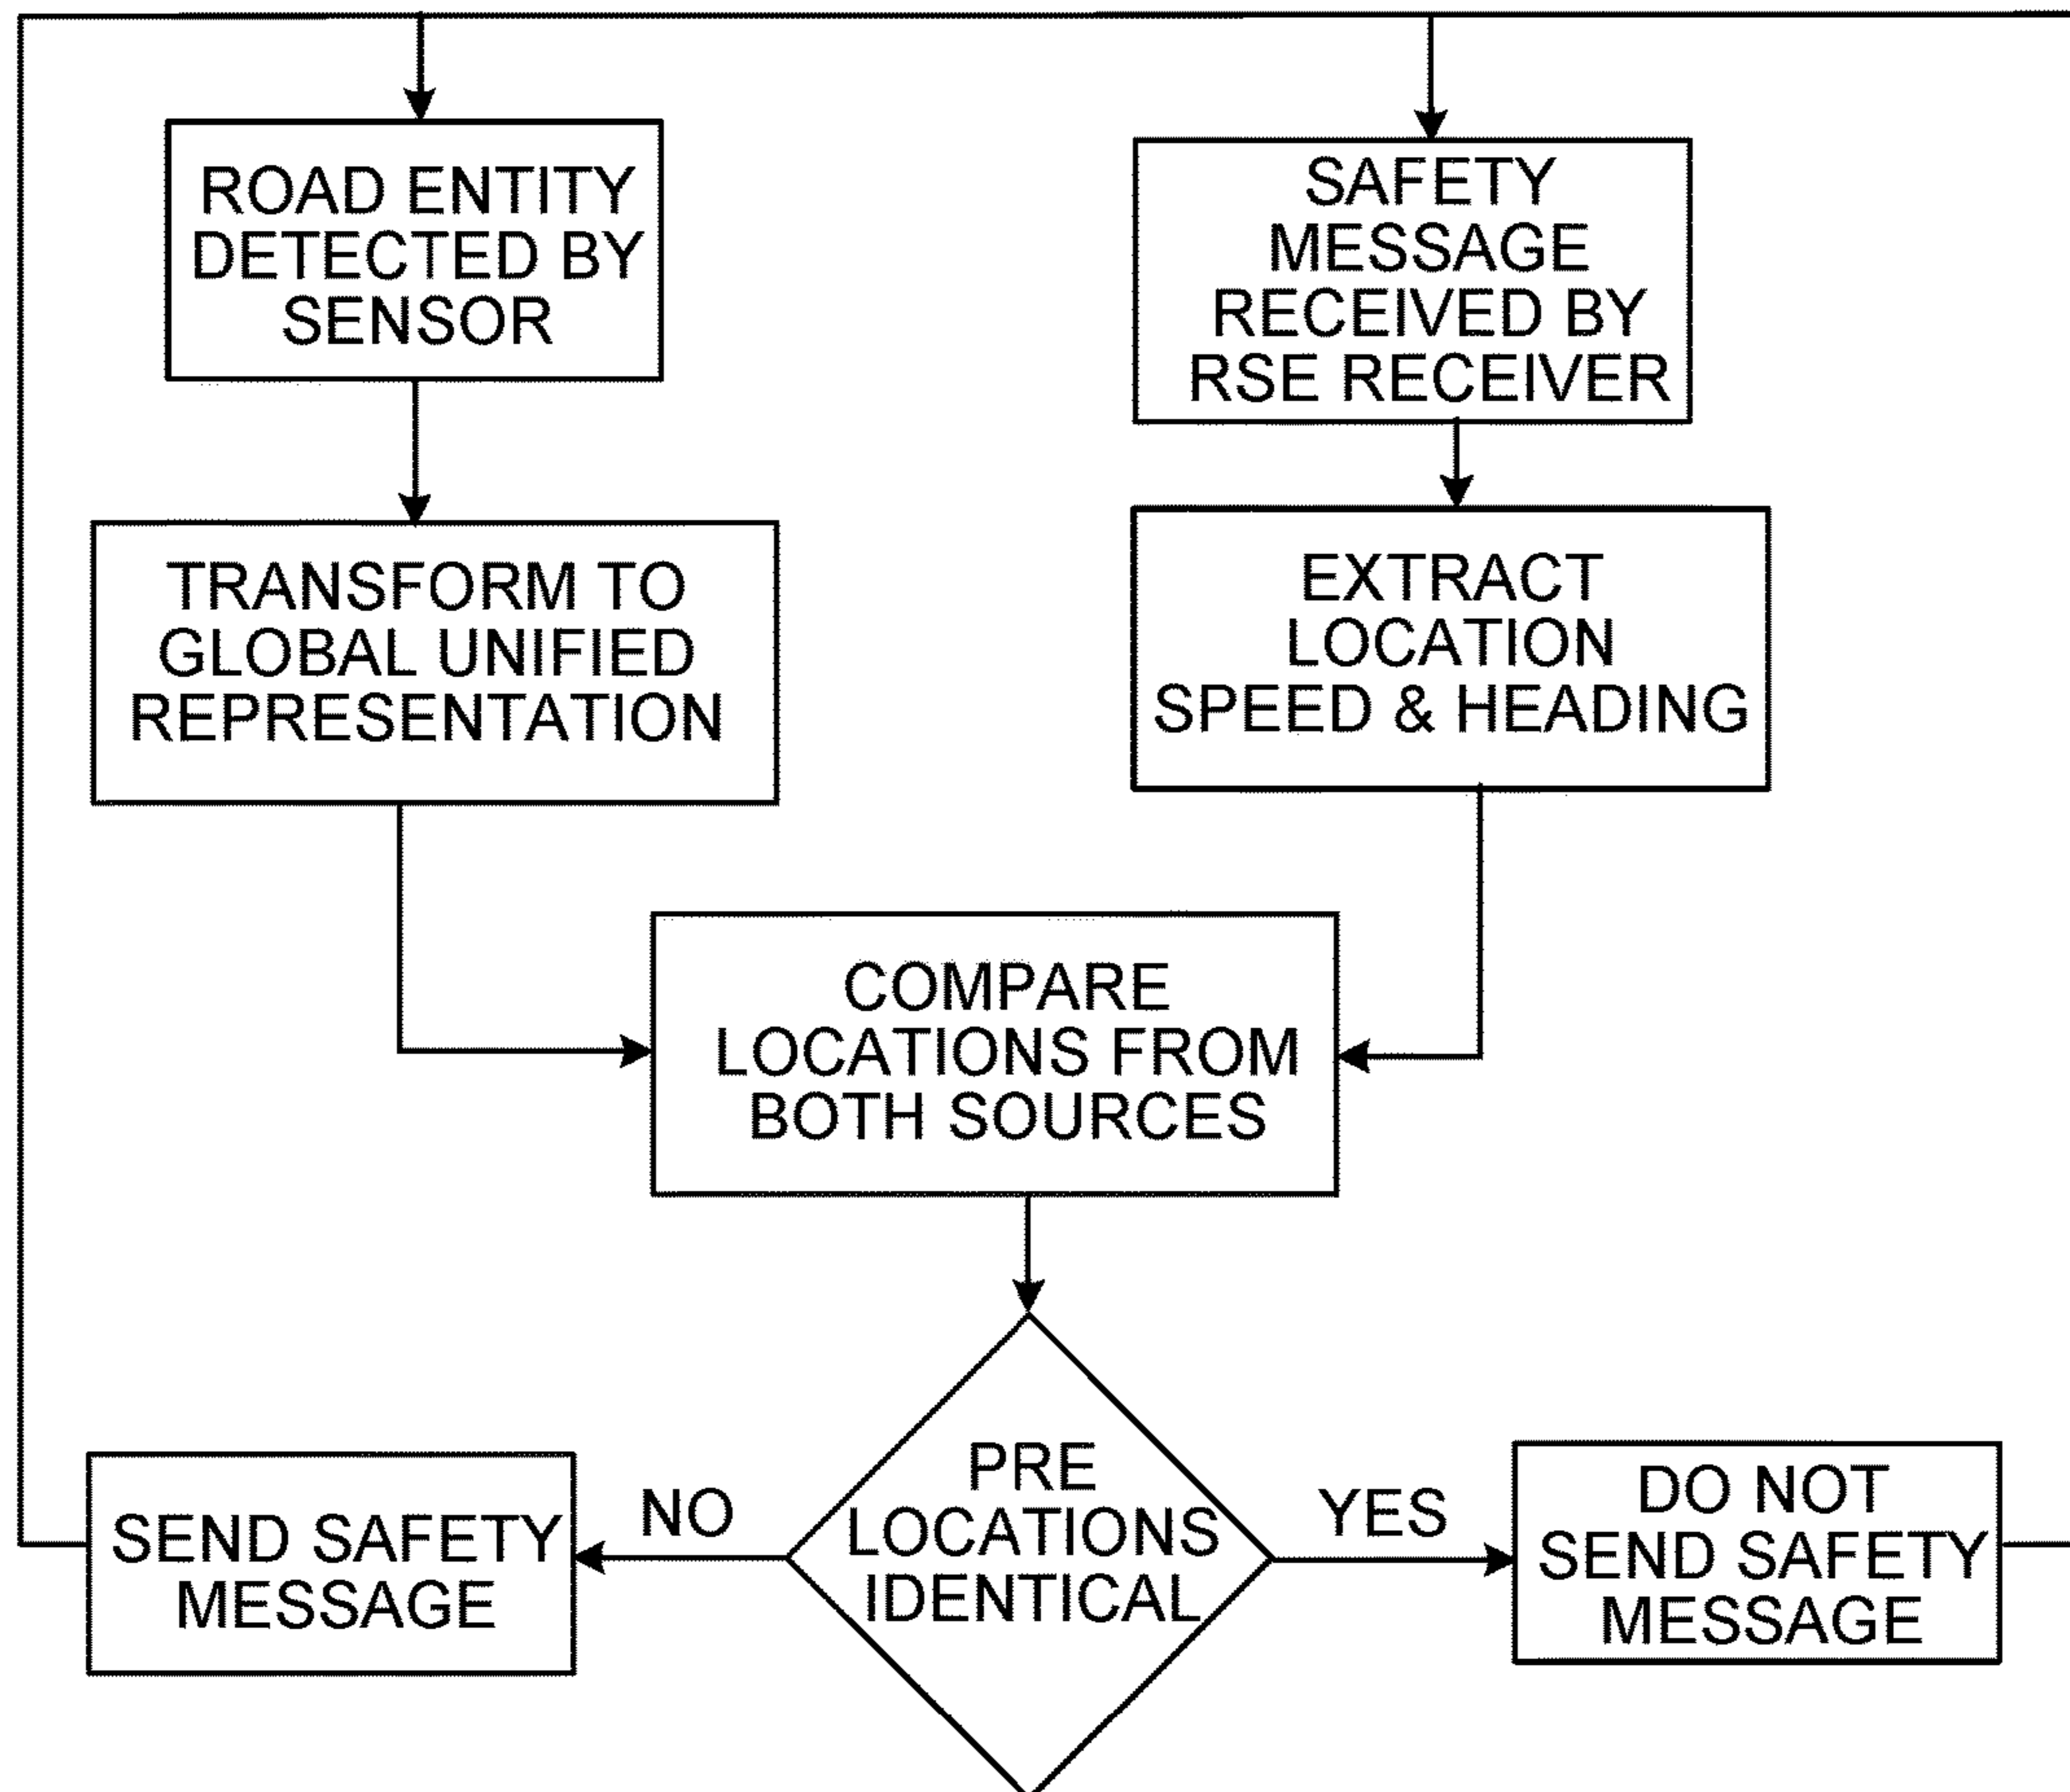 ROAD ENTITY
DETECTED BY
SENSOR
SAFETY
MESSAGE
RECEIVED BY
RSE RECEIVER
TRANSFORM TO
GLOBAL UNIFIED
REPRESENTATION
EXTRACT
LOCATION
SPEED & HEADING
COMPARE
LOCATIONS FROM
BOTH SOURCES
PRE
LOCATIONS
IDENTICAL
NO
YES
SEND SAFETY
MESSAGE
DO NOT
SEND SAFETY
MESSAGE